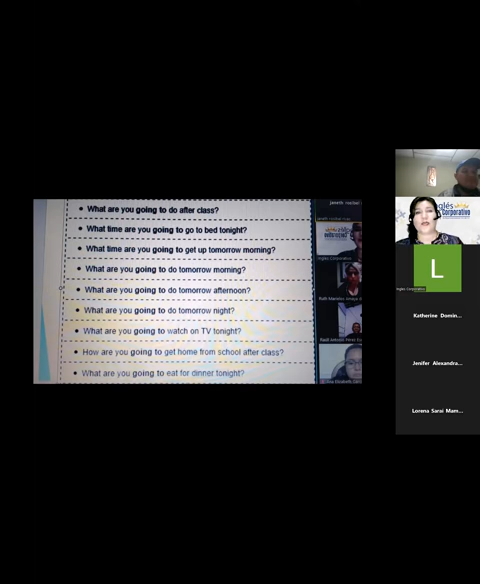 What are you going to do after class?
What time are you going to go to bed tonight?
What time are you going to get up tomorrow morning?
What are you going to do tomorrow morning?
What are you going to do tomorrow afternoon?
What are you going to do tomorrow night?
What are you going to watch on TV tonight?
How are you going to get home from school after class?
What are you going to eat for dinner tonight?
Inglés Corporativo
Corporativo
L
Inglés Corporativo
Katherine Domin...
Jenifer Alexandra...
Lorena Sarai Mam...